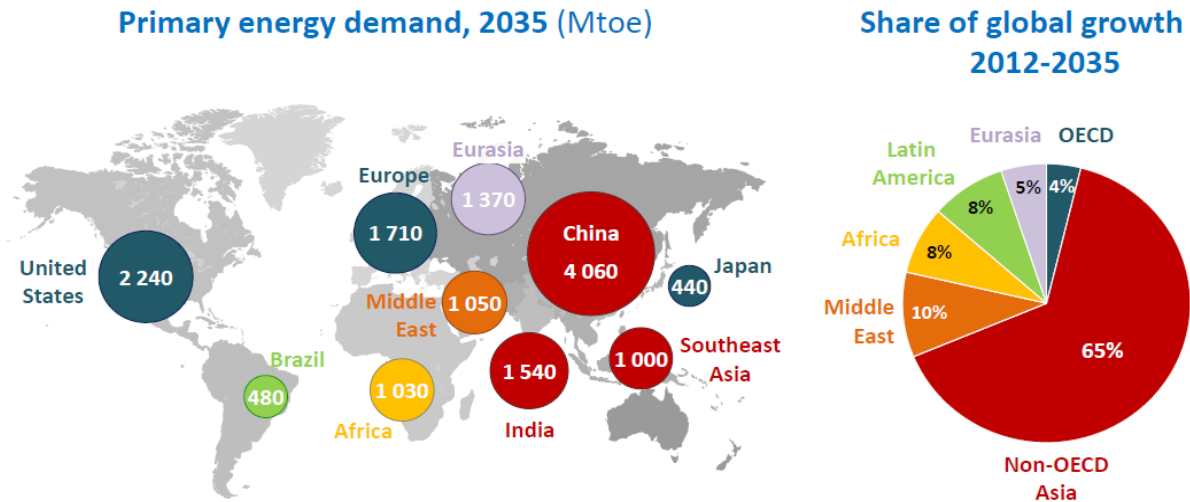 Primary energy demand, 2035 (Mtoe)
United
States
2 240
Brazil
480
Europe
1 710
Eurasia
1 370
Middle
East
1 050
Africa
1 030
China
4 060
India
1 540
Japan
440
Southeast
Asia
1 000
Share of global growth
2012-2035
OECD
4%
Eurasia
5%
Latin
America
8%
Africa
8%
Middle
East
10%
65%
Non-OECD
Asia